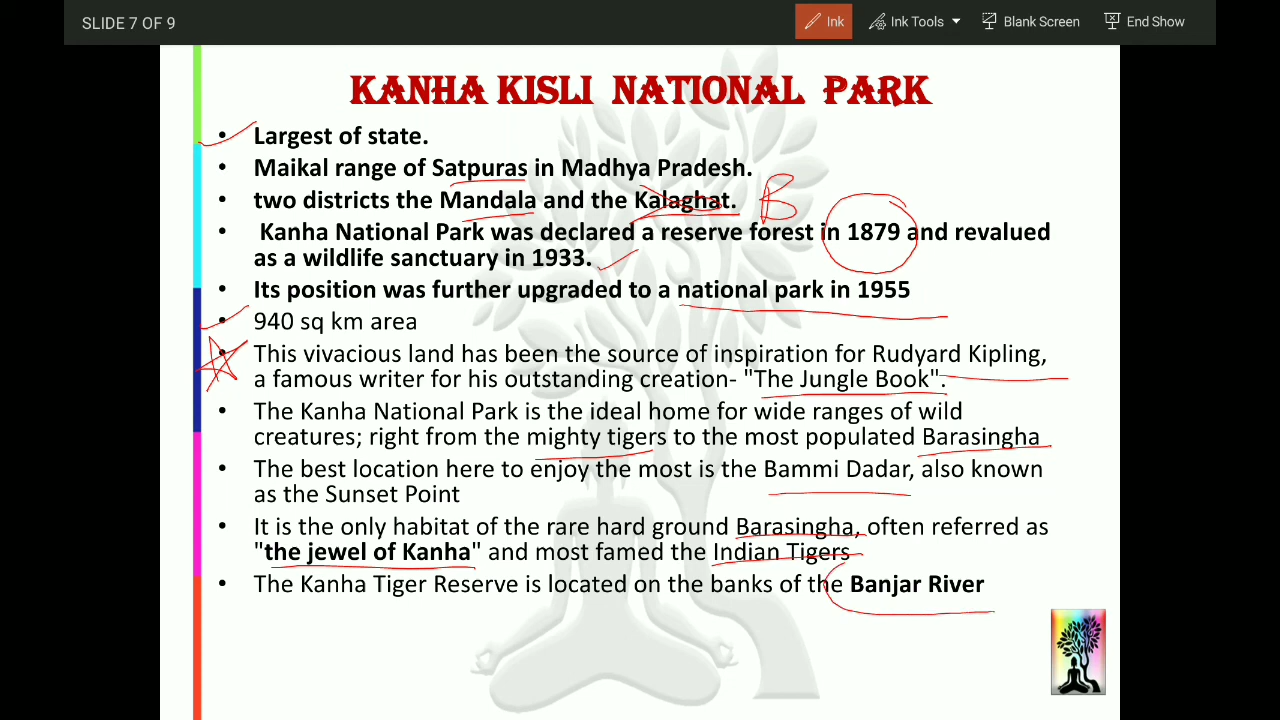 SLIDE 7 OF 9
Ink
Ink Tools
Blank Screen
End Show
KANHA KISLI NATIONAL PARK
• Largest of state.
• Maikal range of Satpuras in Madhya Pradesh.
• two districts the Mandala and the Kalaghat. B
• Kanha National Park was declared a reserve forest in 1879 and revalued
as a wildlife sanctuary in 1933.
• Its position was further upgraded to a national park in 1955
• 940 sq km area
• This vivacious land has been the source of inspiration for Rudyard Kipling,
a famous writer for his outstanding creation- "The Jungle Book".
• The Kanha National Park is the ideal home for wide ranges of wild
creatures; right from the mighty tigers to the most populated Barasingha
• The best location here to enjoy the most is the Bammi Dadar, also known
as the Sunset Point
• It is the only habitat of the rare hard ground Barasingha, often referred as
"the jewel of Kanha" and most famed the Indian Tigers
• The Kanha Tiger Reserve is located on the banks of the Banjar River